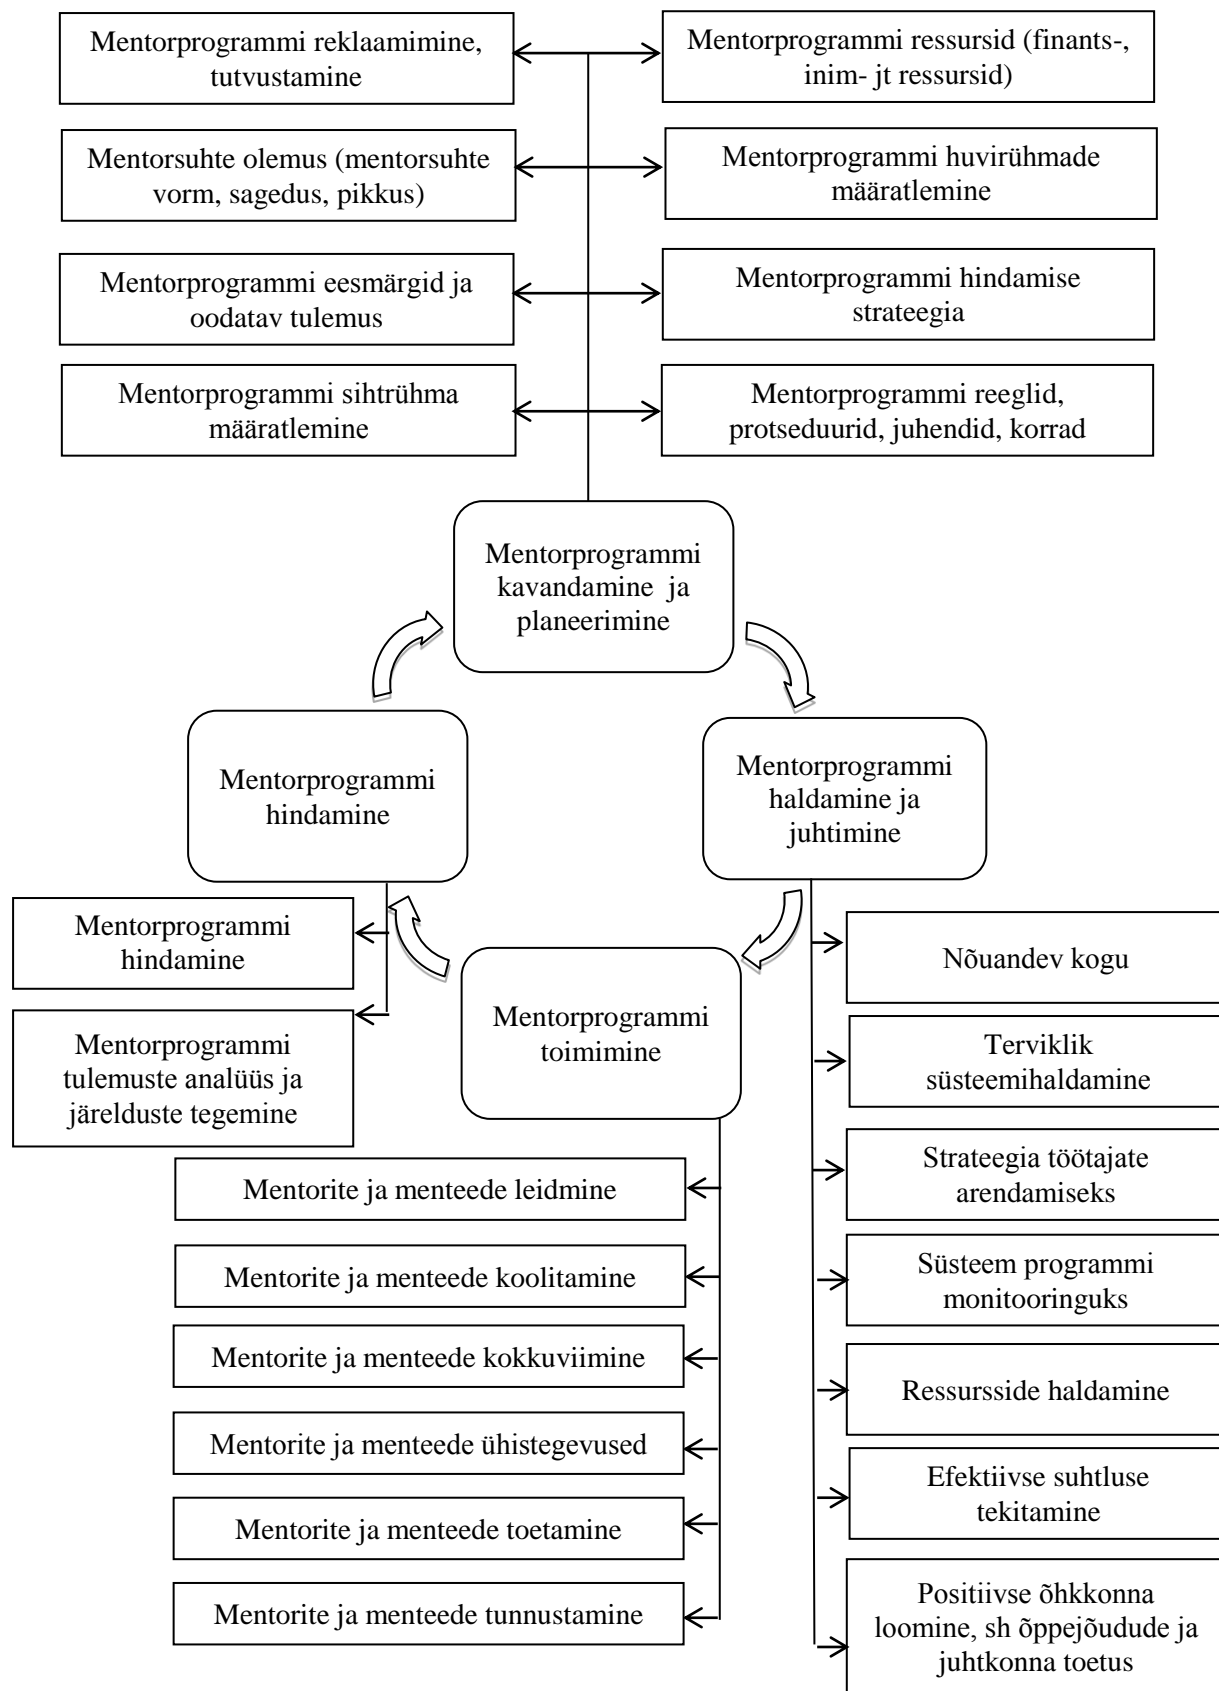 Mentorprogrammi reklaamimine,
tutvustamine
Mentorprogrammi ressursid (finants-,
inim- jt ressursid)
Mentorsuhte olemus (mentorsuhte
vorm, sagedus, pikkus)
Mentorprogrammi huvirühmade
määratlemine
Mentorprogrammi eesmärgid ja
oodatav tulemus
Mentorprogrammi hindamise
strateegia
Mentorprogrammi sihtrühma
määratlemine
Mentorprogrammi reeglid,
protseduurid, juhendid, korrad
Mentorprogrammi
kavandamine ja
planeerimine
Mentorprogrammi
hindamine
Mentorprogrammi
haldamine ja
juhtimine
Mentorprogrammi
hindamine
Mentorprogrammi
tulemuste analüüs ja
järelduste tegemine
Mentorprogrammi
toimimine
Nõuandev kogu
Terviklik
süsteemihaldamine
Strateegia töötajate
arendamiseks
Süsteem programmi
monitooringuks
Ressursside haldamine
Efektiivse suhtluse
tekitamine
Positiivse õhkkonna
loomine, sh õppejõudude ja
juhtkonna toetus
Mentorite ja menteede leidmine
Mentorite ja menteede koolitamine
Mentorite ja menteede kokkuviimine
Mentorite ja menteede ühistegevused
Mentorite ja menteede toetamine
Mentorite ja menteede tunnustamine